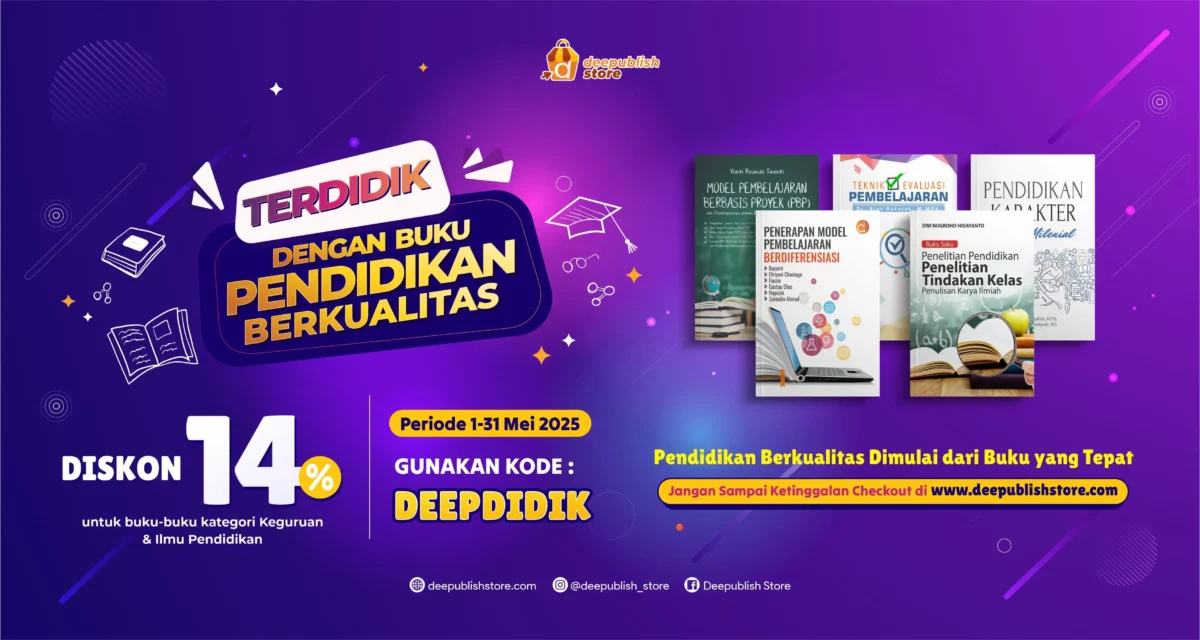 deepublish
store
TERDIDIK
DENGAN BUKU
PENDIDIKAN
BERKUALITAS
MODEL PEMBELAJARAN
BERBASIS PROYEK (PBP)
TEKNIK EVALUASI
PEMBELAJARAN
PENDIDIKAN
KARAKTER
Milenial
PENERAPAN MODEL
PEMBELAJARAN
BERDIFERENSIASI
DWI NUGROHO HIDAYANTO
Buku Saku
Penelitian Pendidikan
Penelitian
Tindakan Kelas
Penulisan Karya Ilmiah
DISKON 14%
untuk buku-buku kategori Keguruan
& Ilmu Pendidikan
Periode 1-31 Mei 2025
GUNAKAN KODE :
DEEPDIDIK
Pendidikan Berkualitas Dimulai dari Buku yang Tepat
Jangan Sampai Ketinggalan Checkout di www.deepublishstore.com
deepublishstore.com @deepublish_store Deepublish Store